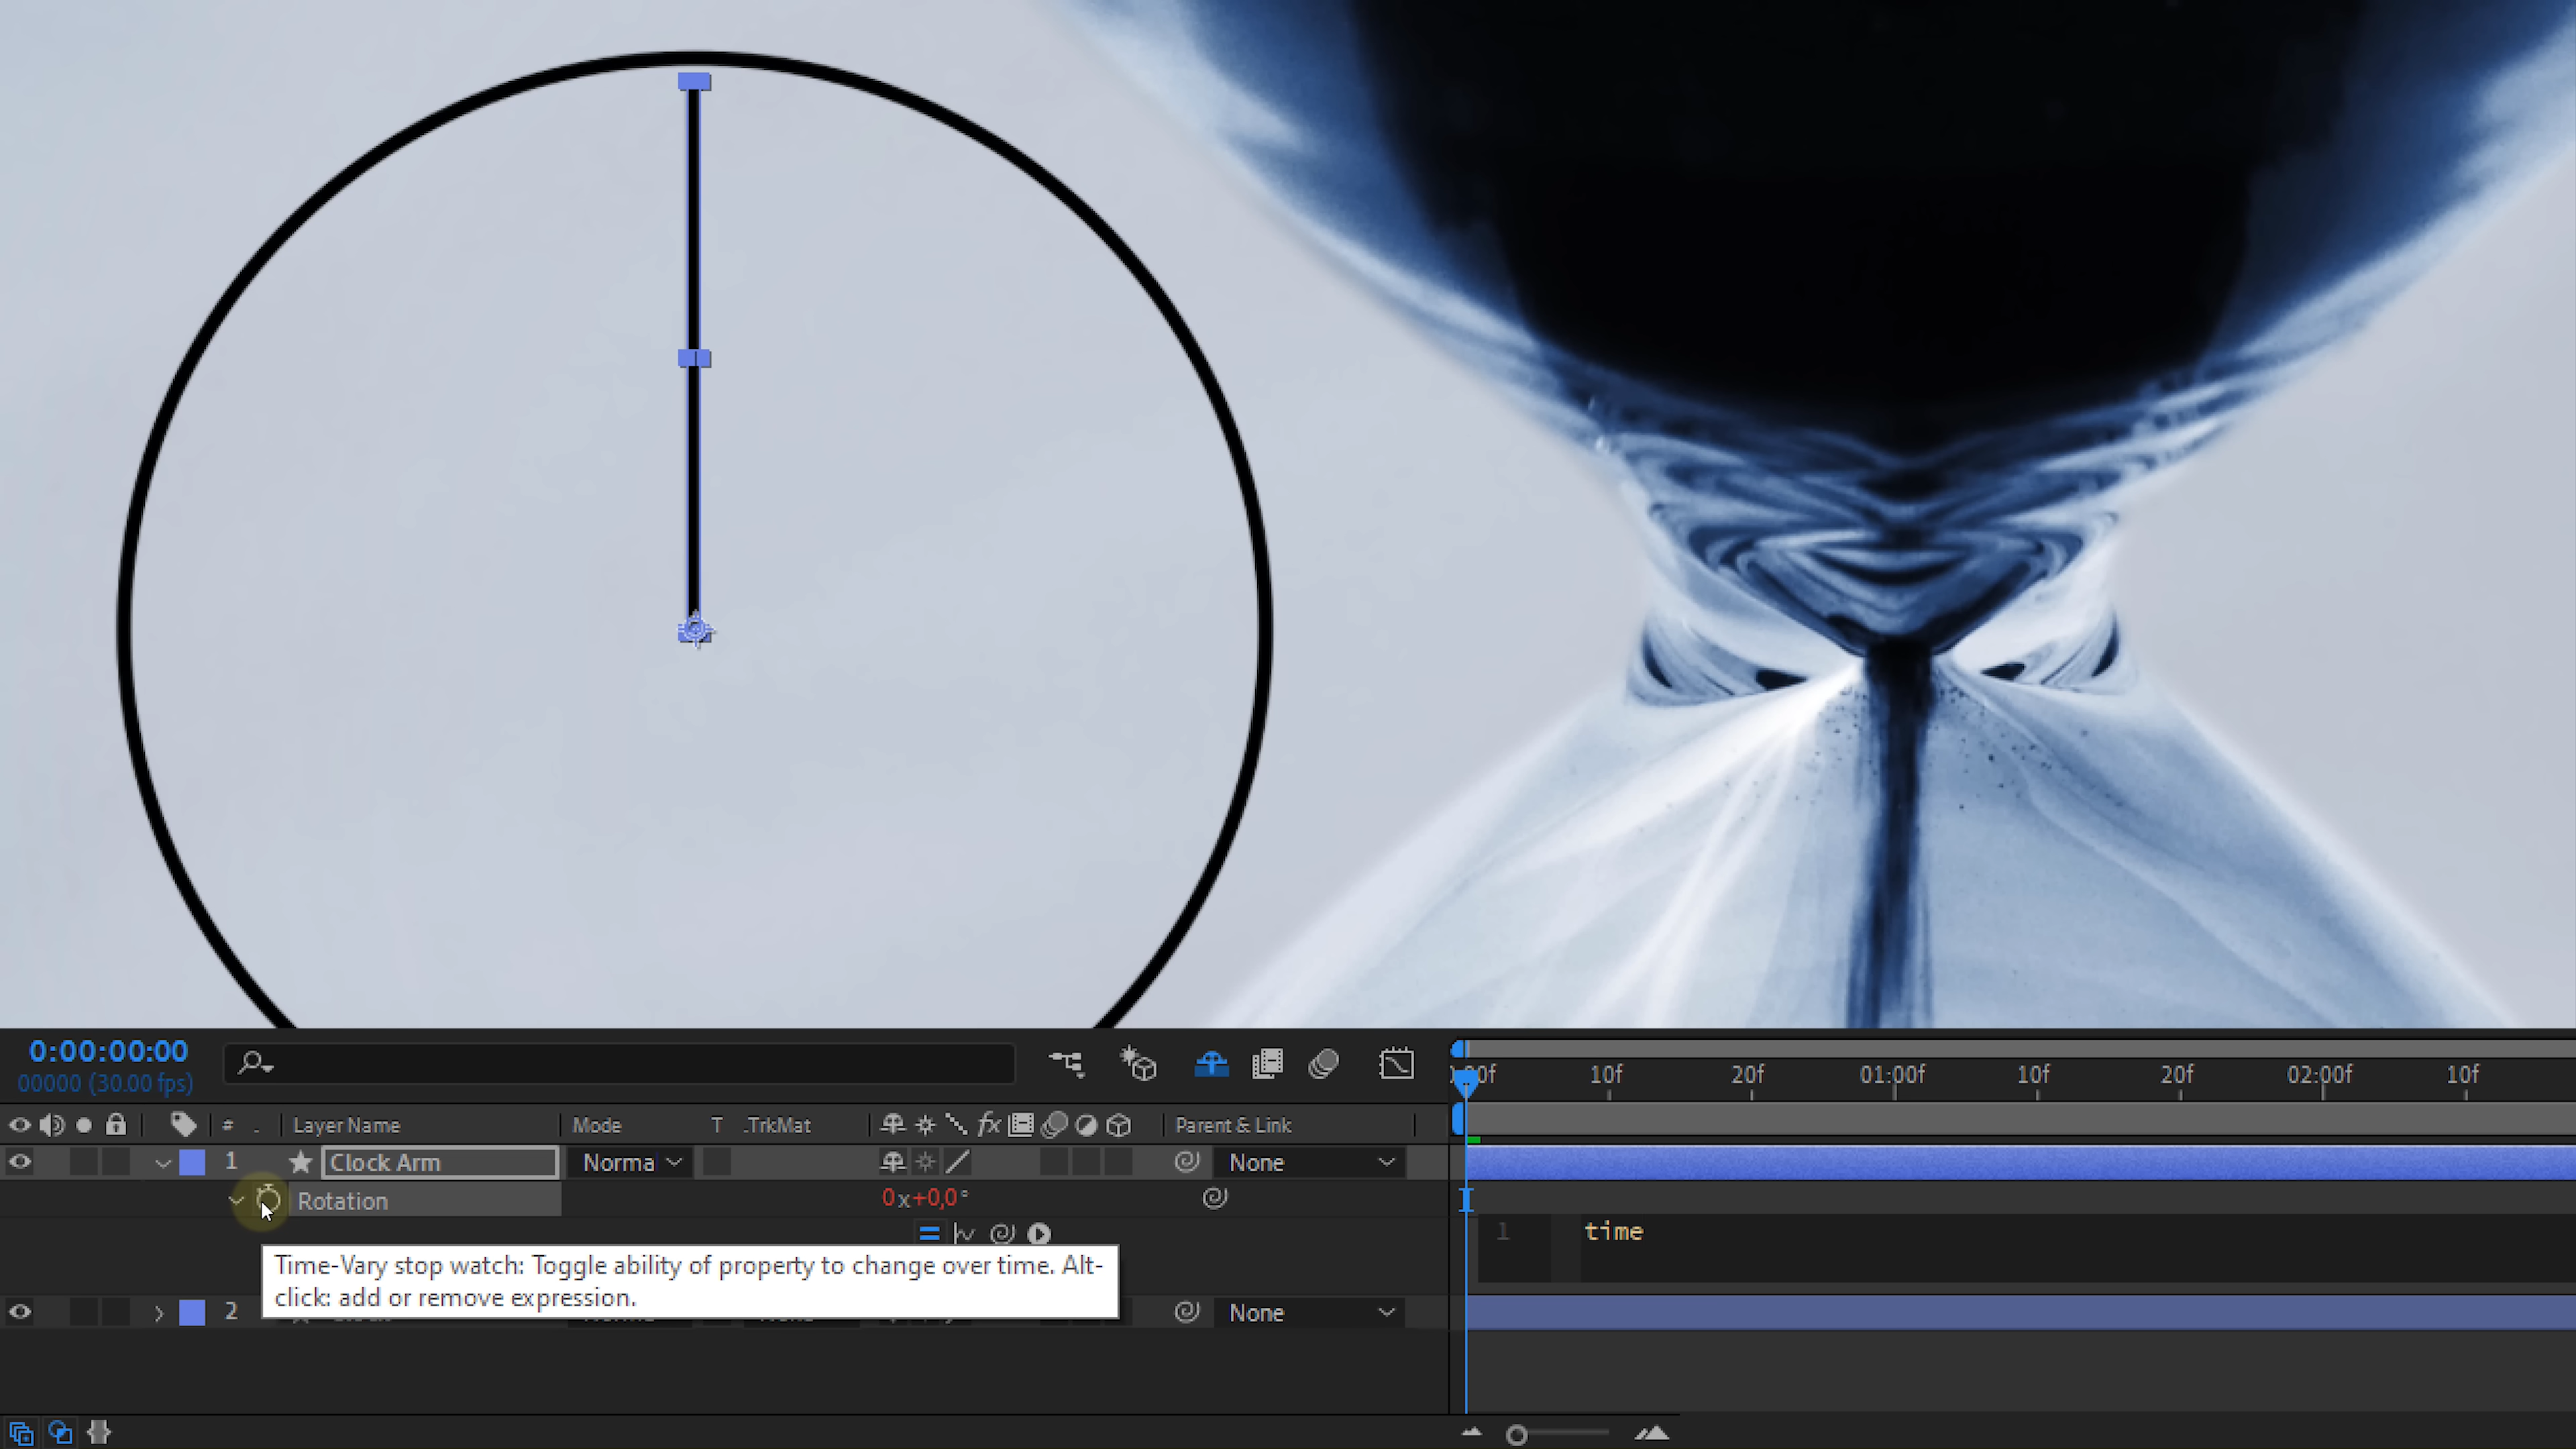 0:00:00:00
00000 (30.00 fps)
10f 20f 01:00f 10f 20f 02:00f 10f
# . Layer Name Mode T .TrkMat fx Parent & Link
1 Clock Arm Norma None
Rotation 0x+0,0°
1 time
Time-Vary stop watch: Toggle ability of property to change over time. Alt-
click: add or remove expression.
2 None